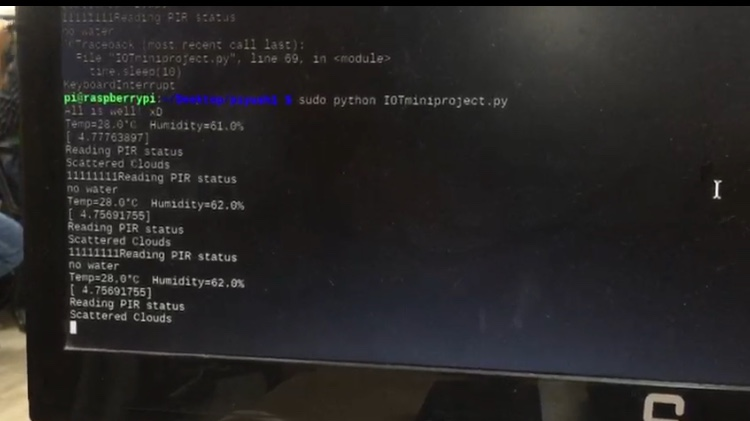 11111111Reading PIR status
no water
Traceback (most recent call last):
File "IOTminiproject.py", line 69, in <module>
time.sleep(10)
KeyboardInterrupt
pi@raspberrypi: $ sudo python IOTminiproject.py
All is well! xD
Temp=28.0°C Humidity=61.0%
[ 4.77763897]
Reading PIR status
Scattered Clouds
11111111Reading PIR status
no water
Temp=28.0°C Humidity=62.0%
[ 4.75691755]
Reading PIR status
Scattered Clouds
11111111Reading PIR status
no water
Temp=28.0°C Humidity=62.0%
[ 4.75691755]
Reading PIR status
Scattered Clouds